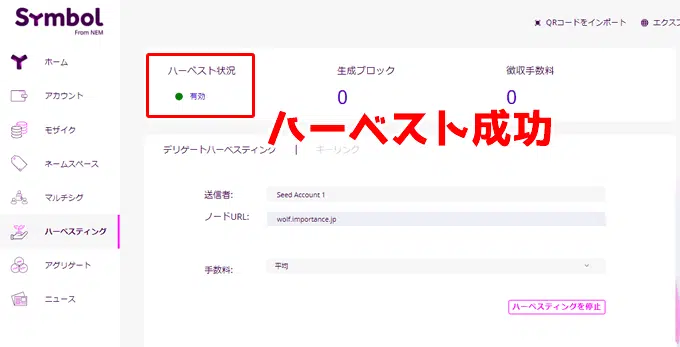 Symbol
From NEM
QRコードをインポート
エクスプ
ホーム
アカウント
モザイク
ネームスペース
マルチシグ
ハーベスティング
アグリゲート
ニュース
ハーベスト状況
有効
生成ブロック
0
徴収手数料
0
ハーベスト成功
デリゲートハーベスティング | キーリング
送信者: Seed Account 1
ノードURL: wolf.importance.jp
手数料: 平均
ハーベスティングを停止